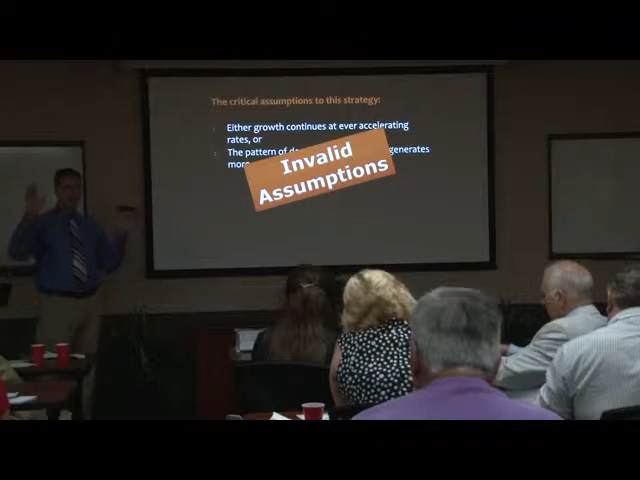 The critical assumptions to this strategy:
Either growth continues at ever accelerating
rates, or
The pattern of generates
more
Invalid
Assumptions